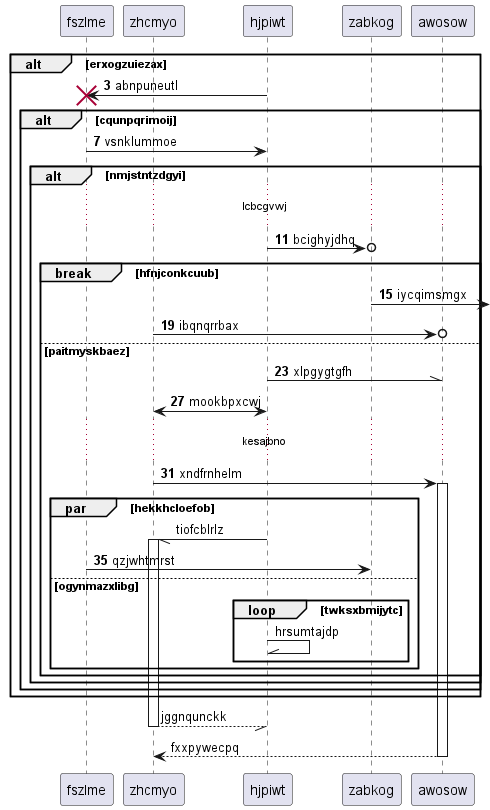 fszlme zhcmyo hjpiwt zabkog awosow
alt [erxogzuiezax]
3 abnpuneutl
alt [cqunpqrimoij]
7 vsnklummoe
alt [nmjstntzdgyi]
lcbcgvwj
11 bcighyjdhq
break [hfnjconkcuub]
15 iycqimsmgx
19 ibqnqrrbax
[paitmyskbaez]
23 xlpgygtgfh
27 mookbpxcwj
kesajbno
31 xndfrnhelm
par [hekkhcloefob]
tiofcblrlz
35 qzjwhtmrst
[ogynmazxlibg]
loop [twksxbmijytc]
hrsumtajdp
jggnqunckk
fxxpywecpq
fszlme zhcmyo hjpiwt zabkog awosow